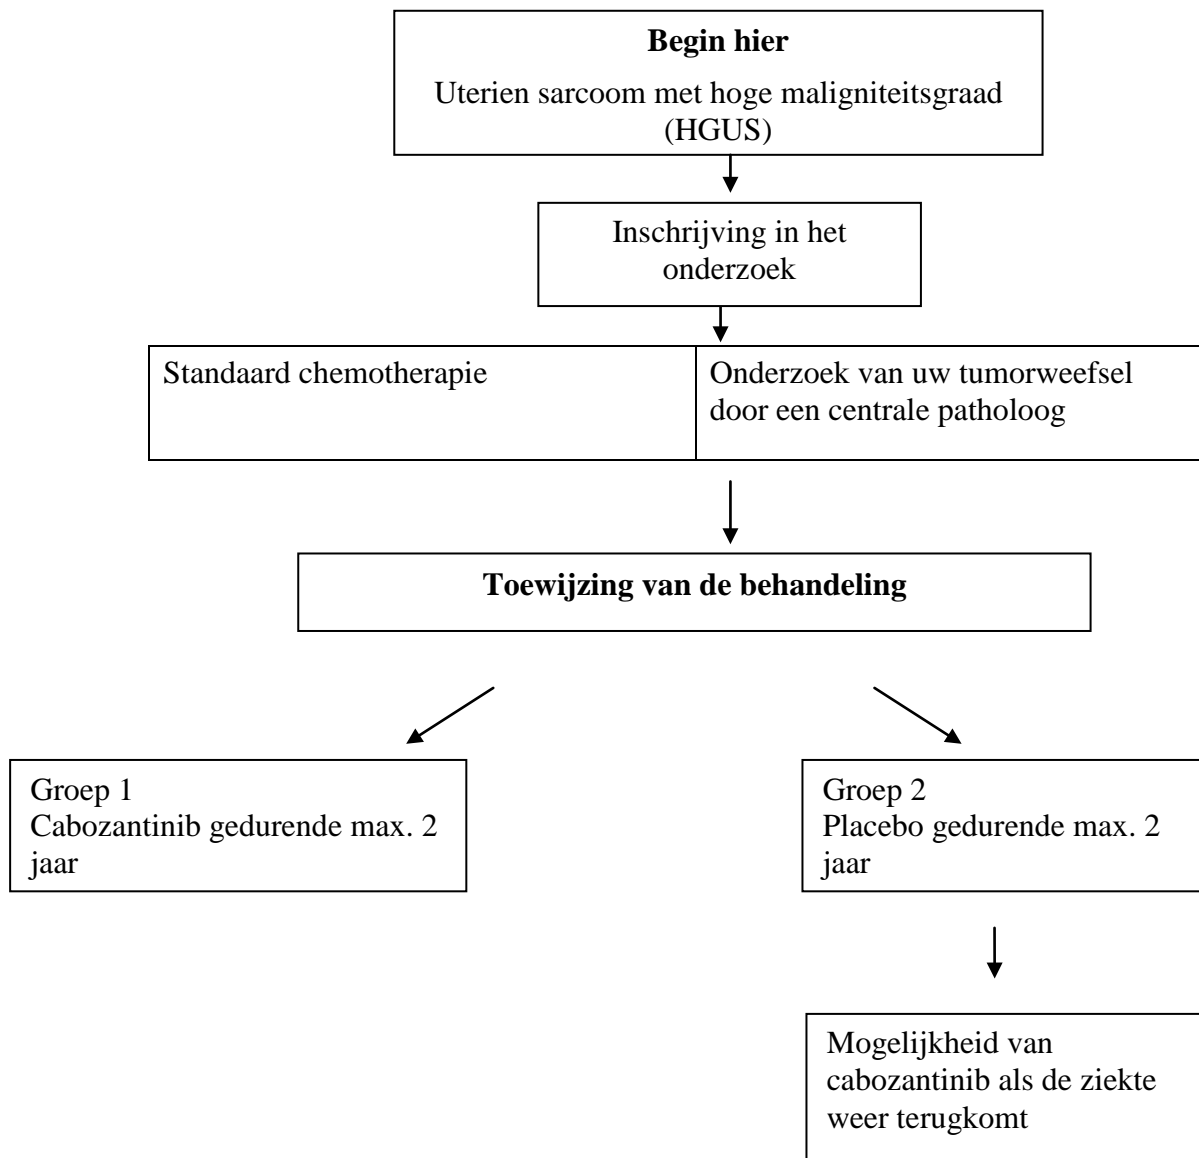 Begin hier
Uterien sarcoom met hoge maligniteitsgraad
(HGUS)
Inschrijving in het
onderzoek
Standaard chemotherapie
Onderzoek van uw tumorweefsel
door een centrale patholoog
Toewijzing van de behandeling
Groep 1
Cabozantinib gedurende max. 2
jaar
Groep 2
Placebo gedurende max. 2
jaar
Mogelijkheid van
cabozantinib als de ziekte
weer terugkomt